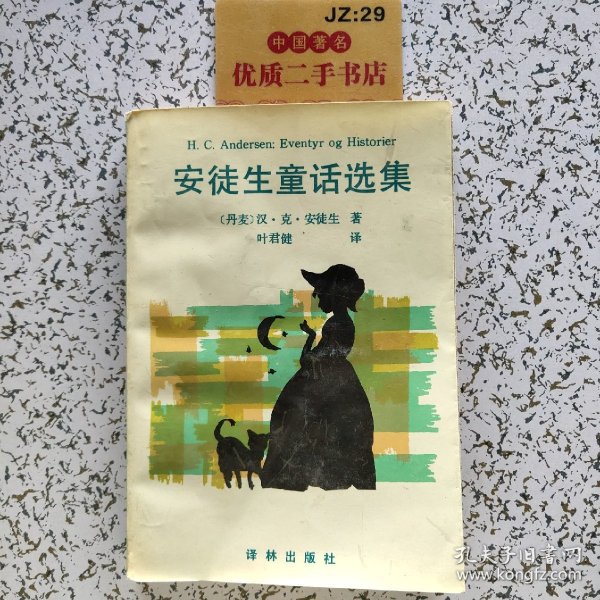 JZ:29
中国著名
优质二手书店
H. C. Andersen: Eventyr og Historier
安徒生童话选集
〔丹麦〕汉·克·安徒生 著
叶君健 译
译林出版社
孔夫子旧书网
www.kongfz.com